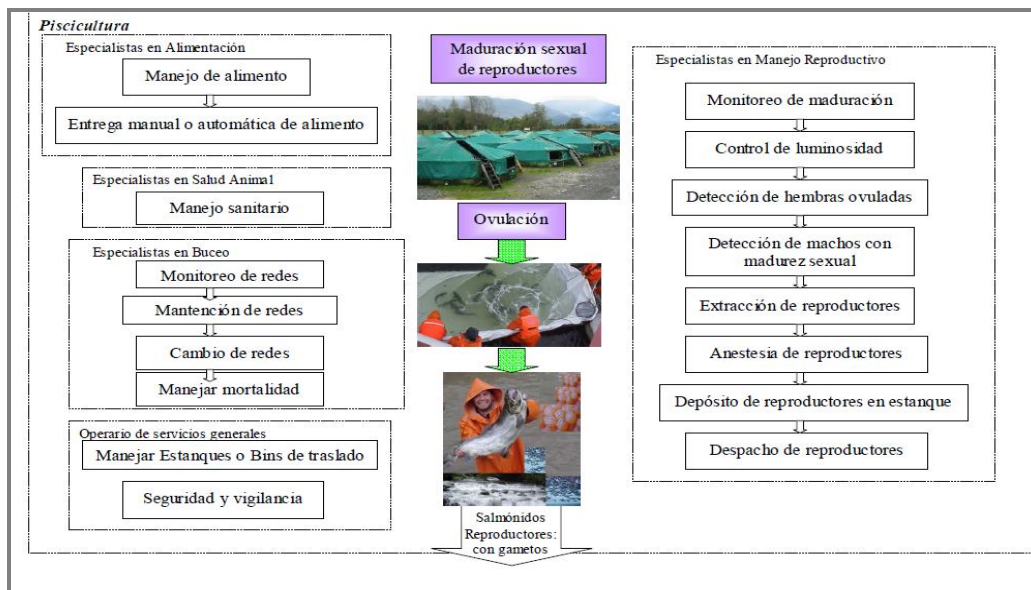 Piscicultura
Especialistas en Alimentación
Manejo de alimento
Entrega manual o automática de alimento
Especialistas en Salud Animal
Manejo sanitario
Especialistas en Buceo
Monitoreo de redes
Mantención de redes
Cambio de redes
Manejar mortalidad
Operario de servicios generales
Manejar Estanques o Bins de traslado
Seguridad y vigilancia
Maduración sexual
de reproductores
Ovulación
Salmónidos
Reproductores:
con gametos
Especialistas en Manejo Reproductivo
Monitoreo de maduración
Control de luminosidad
Detección de hembras ovuladas
Detección de machos con
madurez sexual
Extracción de reproductores
Anestesia de reproductores
Depósito de reproductores en estanque
Despacho de reproductores